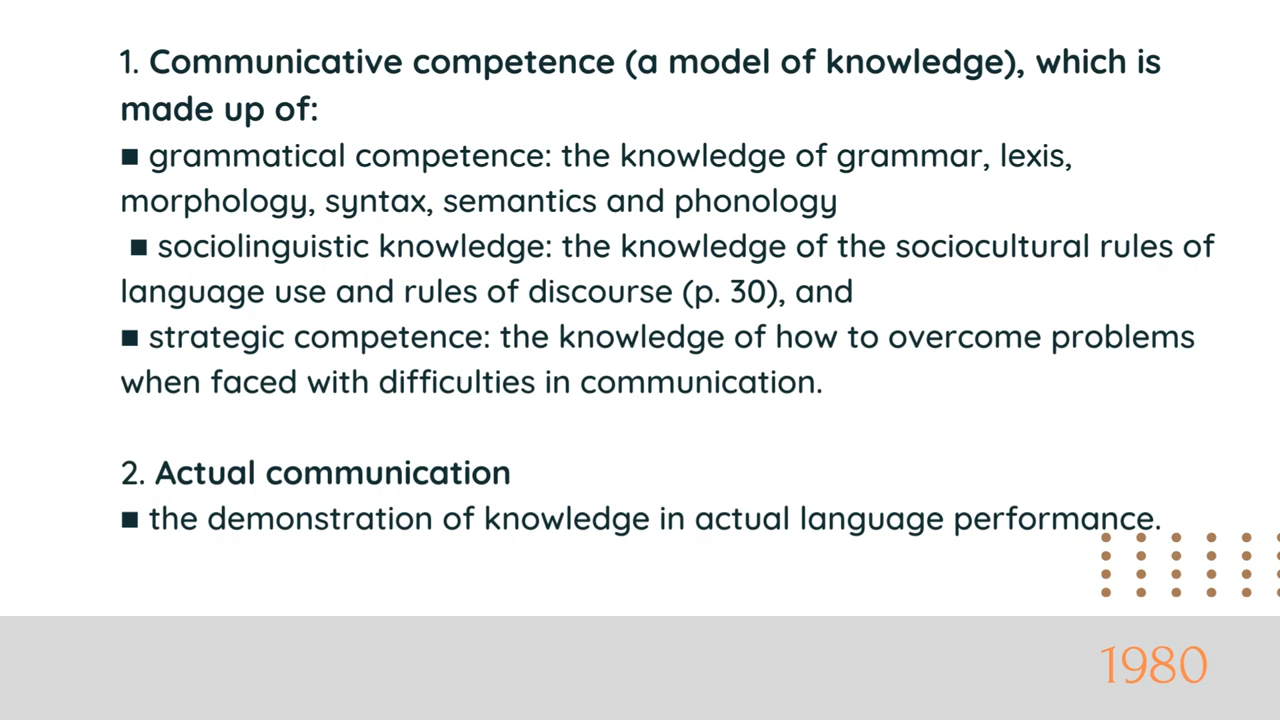 1. Communicative competence (a model of knowledge), which is
made up of:
■ grammatical competence: the knowledge of grammar, lexis,
morphology, syntax, semantics and phonology
■ sociolinguistic knowledge: the knowledge of the sociocultural rules of
language use and rules of discourse (p. 30), and
■ strategic competence: the knowledge of how to overcome problems
when faced with difficulties in communication.
2. Actual communication
■ the demonstration of knowledge in actual language performance.
1980